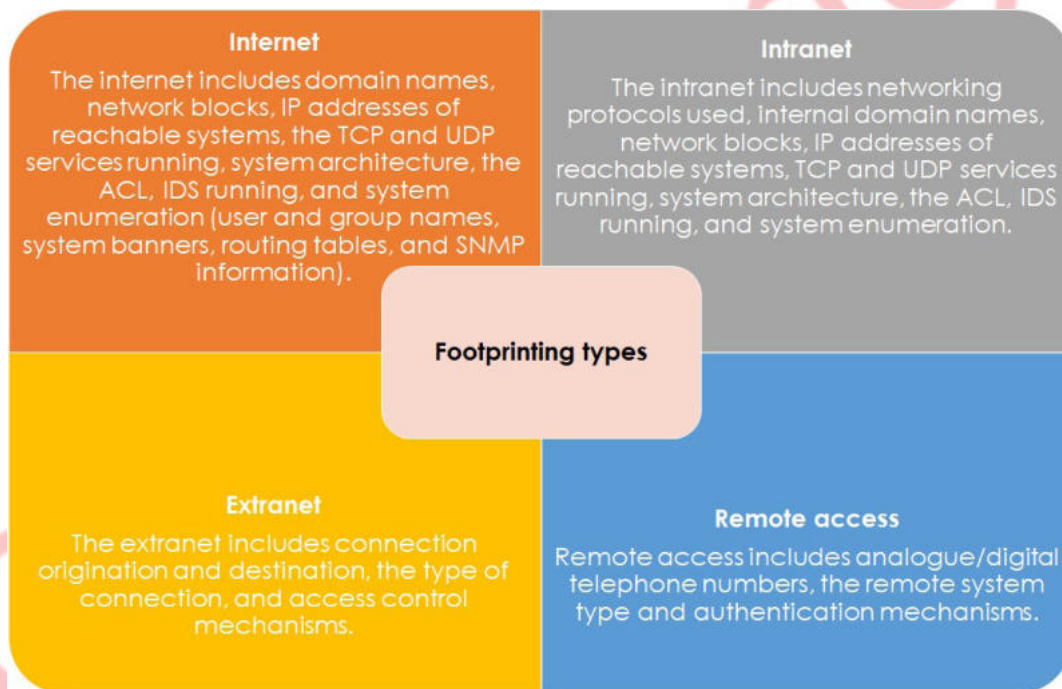 Internet
The internet includes domain names,
network blocks, IP addresses of
reachable systems, the TCP and UDP
services running, system architecture, the
ACL, IDS running, and system
enumeration (user and group names,
system banners, routing tables, and SNMP
information).
Intranet
The intranet includes networking
protocols used, internal domain names,
network blocks, IP addresses of
reachable systems, TCP and UDP services
running, system architecture, the ACL, IDS
running, and system enumeration.
Footprinting types
Extranet
The extranet includes connection
origination and destination, the type of
connection, and access control
mechanisms.
Remote access
Remote access includes analogue/digital
telephone numbers, the remote system
type and authentication mechanisms.